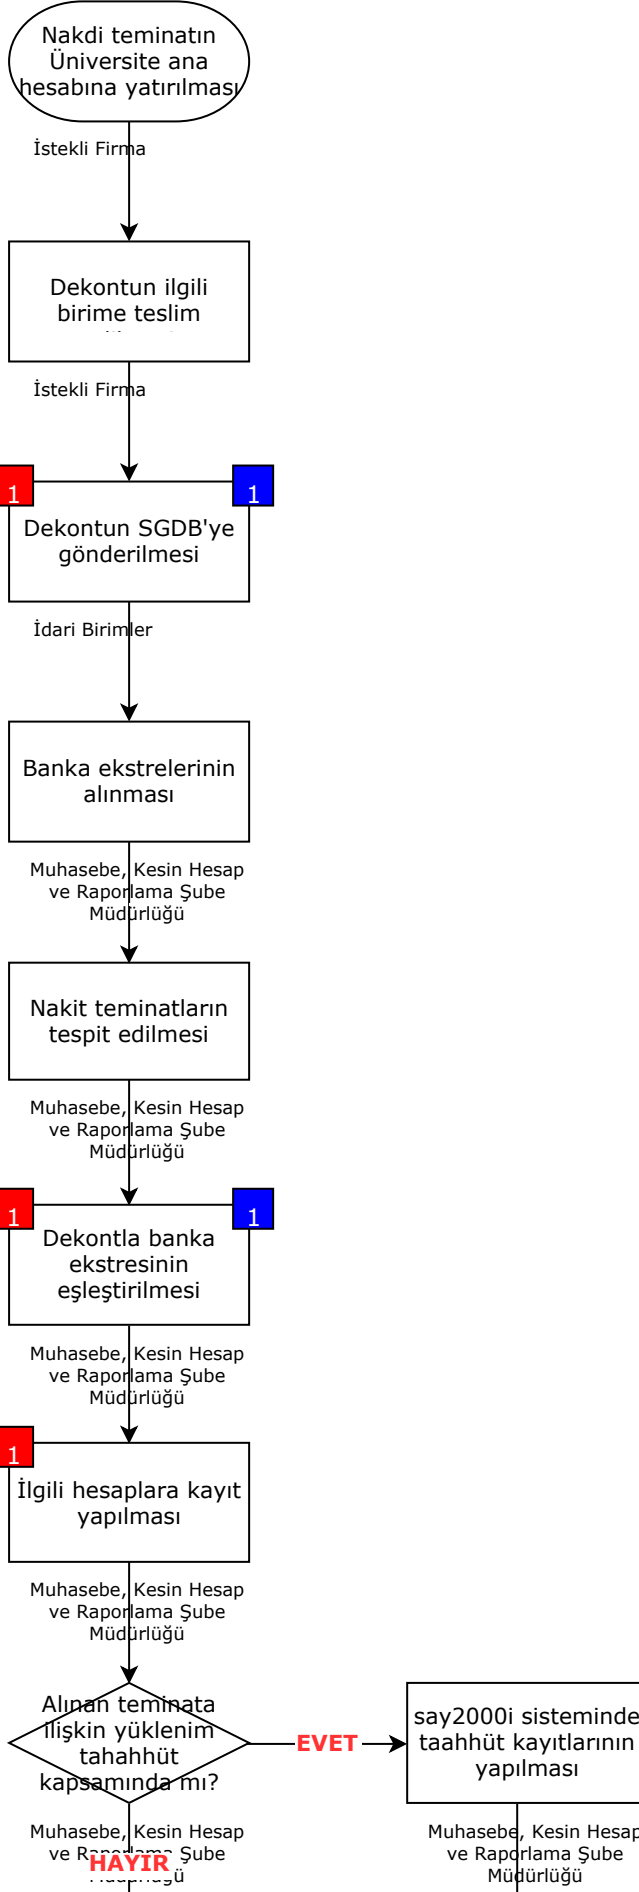 Nakdi teminatın
Üniversite ana
hesabına yatırılması
İstekli Firma
Dekontun ilgili
birime teslim
İstekli Firma
1
1
Dekontun SGDB'ye
gönderilmesi
İdari Birimler
Banka ekstrelerinin
alınması
Muhasebe, Kesin Hesap
ve Raporlama Şube
Müdürlüğü
Nakit teminatların
tespit edilmesi
Muhasebe, Kesin Hesap
ve Raporlama Şube
Müdürlüğü
1
1
Dekontla banka
ekstresinin
eşleştirilmesi
Muhasebe, Kesin Hesap
ve Raporlama Şube
Müdürlüğü
1
İlgili hesaplara kayıt
yapılması
Muhasebe, Kesin Hesap
ve Raporlama Şube
Müdürlüğü
Alınan teminata
ilişkin yüklenim
tahahhüt
kapsamında mı?
EVET
say2000i sisteminde
taahhüt kayıtlarının
yapılması
Muhasebe, Kesin Hesap
ve Raporlama Şube
HAYIR
Muhasebe, Kesin Hesap
ve Raporlama Şube
Müdürlüğü